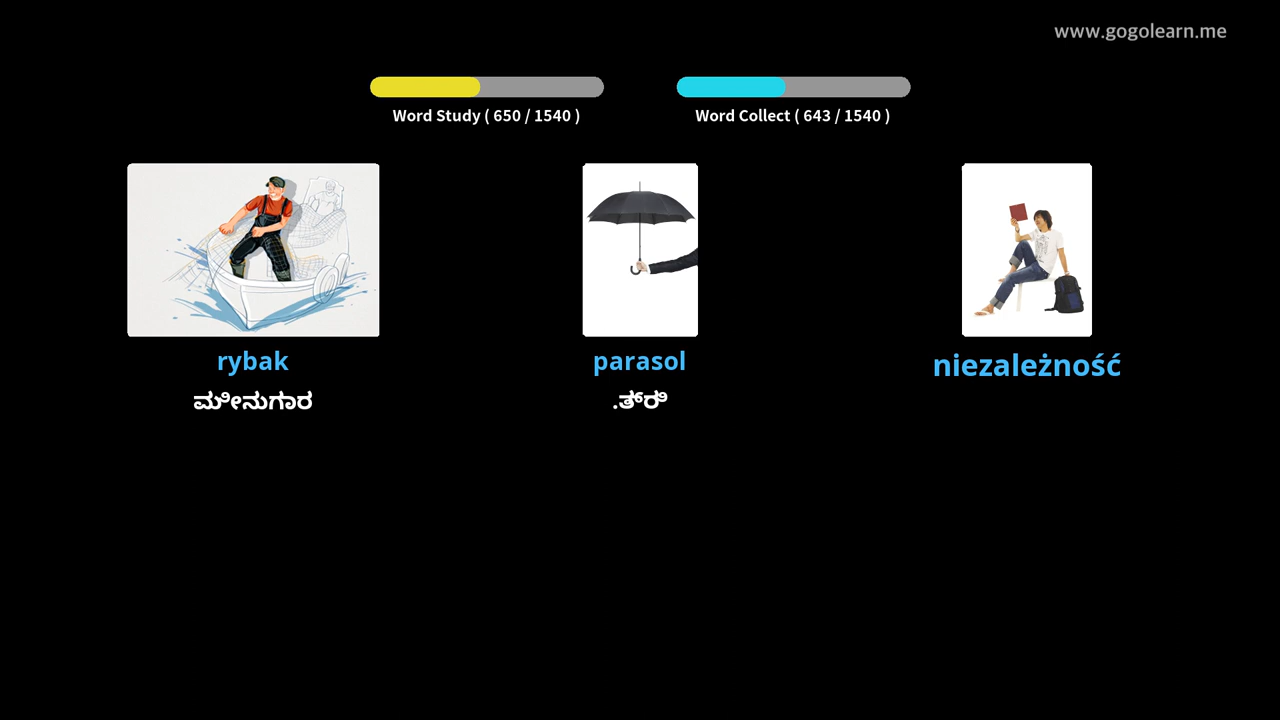 www.gogolearn.me
Word Study ( 650 / 1540 )
Word Collect ( 643 / 1540 )
rybak
ಮೀನುಗಾರ
parasol
.ತ್ರಿ
niezależność